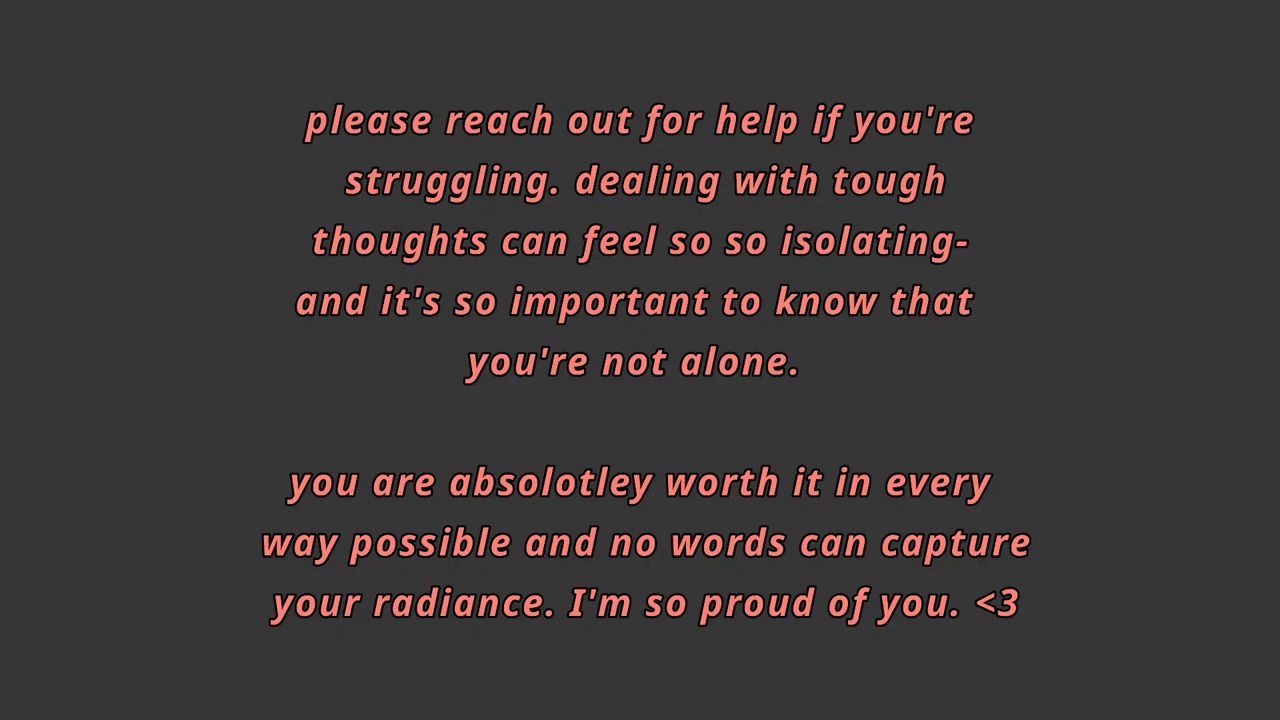 please reach out for help if you're
struggling. dealing with tough
thoughts can feel so so isolating-
and it's so important to know that
you're not alone.
you are absolotley worth it in every
way possible and no words can capture
your radiance. I'm so proud of you. <3